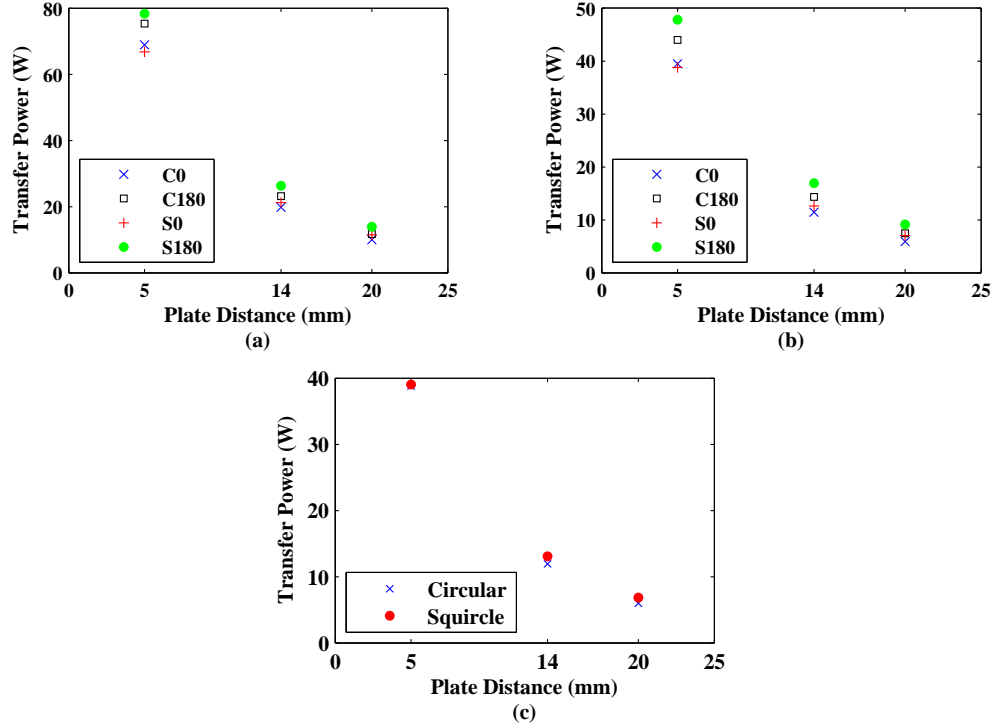 80
60
40
20
0
Transfer Power (W)
C0
C180
S0
S180
0 5 14 20 25
Plate Distance (mm)
(a)
50
40
30
20
10
0
Transfer Power (W)
C0
C180
S0
S180
0 5 14 20 25
Plate Distance (mm)
(b)
40
30
20
10
0
Transfer Power (W)
Circular
Squircle
0 5 14 20 25
Plate Distance (mm)
(c)